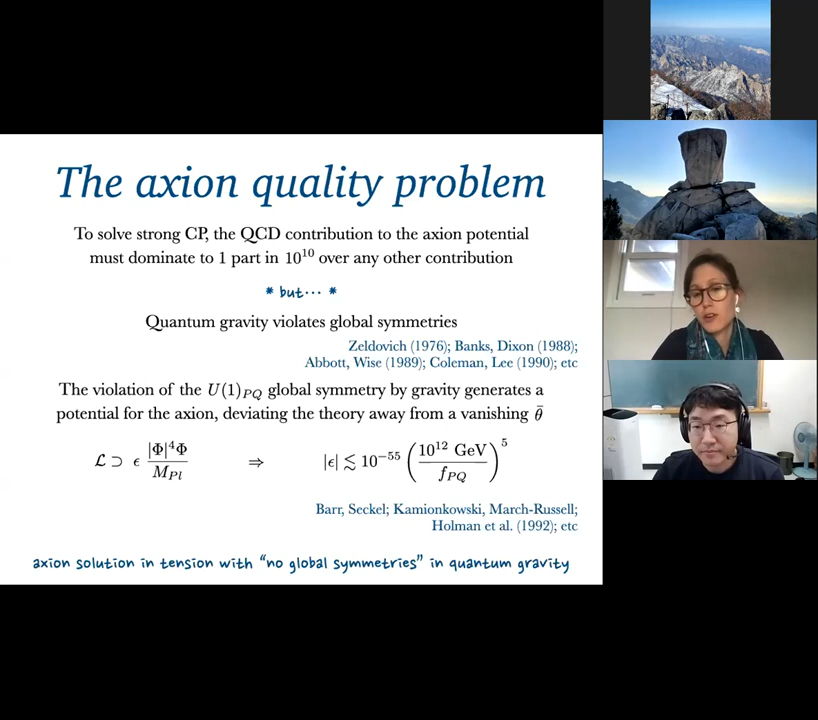 The axion quality problem
To solve strong CP, the QCD contribution to the axion potential
must dominate to 1 part in 10¹⁰ over any other contribution
* but··· *
Quantum gravity violates global symmetries
Zeldovich (1976); Banks, Dixon (1988);
Abbott, Wise (1989); Coleman, Lee (1990); etc
The violation of the U(1)_PQ global symmetry by gravity generates a
potential for the axion, deviating the theory away from a vanishing θ̄
ℒ ⊃ ϵ |Φ|⁴Φ / M_Pl ⇒ |ϵ| ≲ 10⁻⁵⁵ (10¹² GeV / f_PQ)⁵
Barr, Seckel; Kamionkowski, March-Russell;
Holman et al. (1992); etc
axion solution in tension with “no global symmetries” in quantum gravity